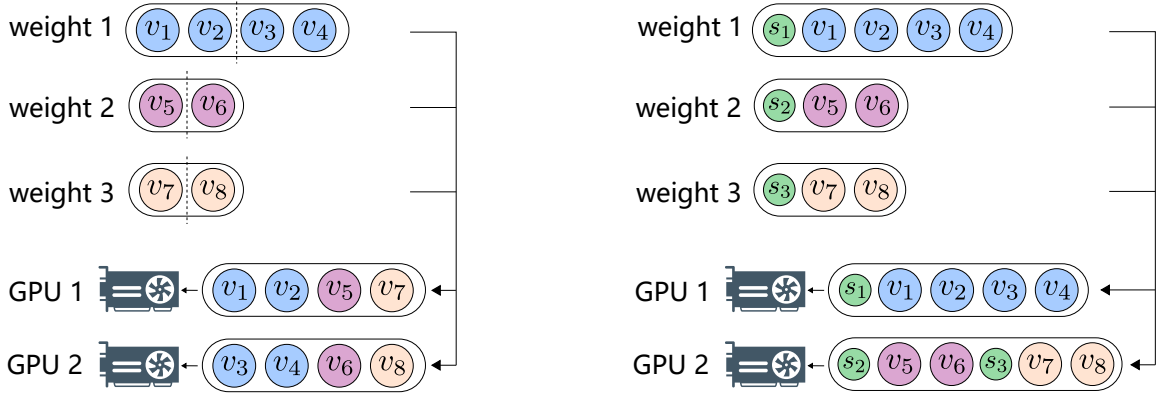 weight 1 v1 v2 v3 v4
weight 2 v5 v6
weight 3 v7 v8
GPU 1 v1 v2 v5 v7
GPU 2 v3 v4 v6 v8
weight 1 s1 v1 v2 v3 v4
weight 2 s2 v5 v6
weight 3 s3 v7 v8
GPU 1 s1 v1 v2 v3 v4
GPU 2 s2 v5 v6 s3 v7 v8